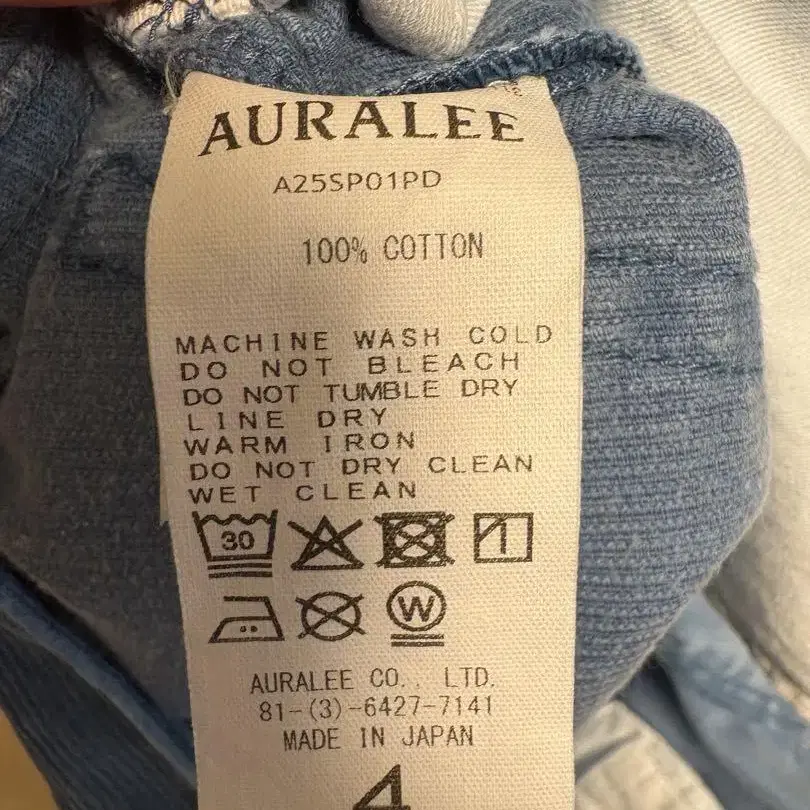 AURALEE
A25SP01PD
100% COTTON
MACHINE WASH COLD
DO NOT BLEACH
DO NOT TUMBLE DRY
LINE DRY
WARM IRON
DO NOT DRY CLEAN
WET CLEAN
30
W
AURALEE CO., LTD.
81-(3)-6427-7141
MADE IN JAPAN
4